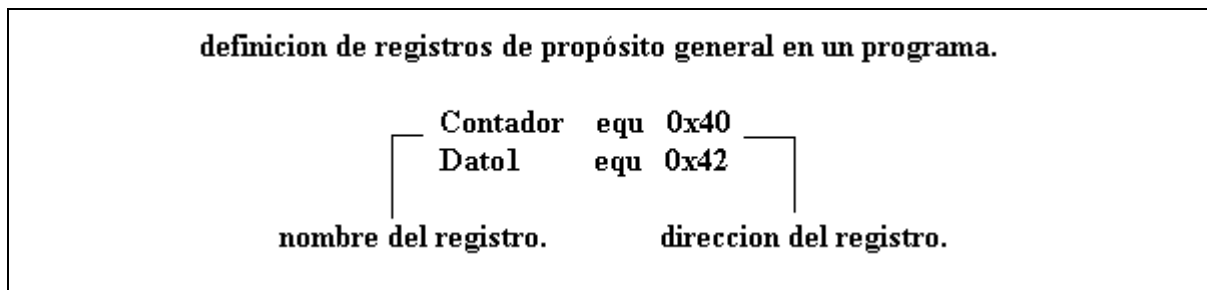 definicion de registros de propósito general en un programa.
Contador equ 0x40
Dato1 equ 0x42
nombre del registro. direccion del registro.